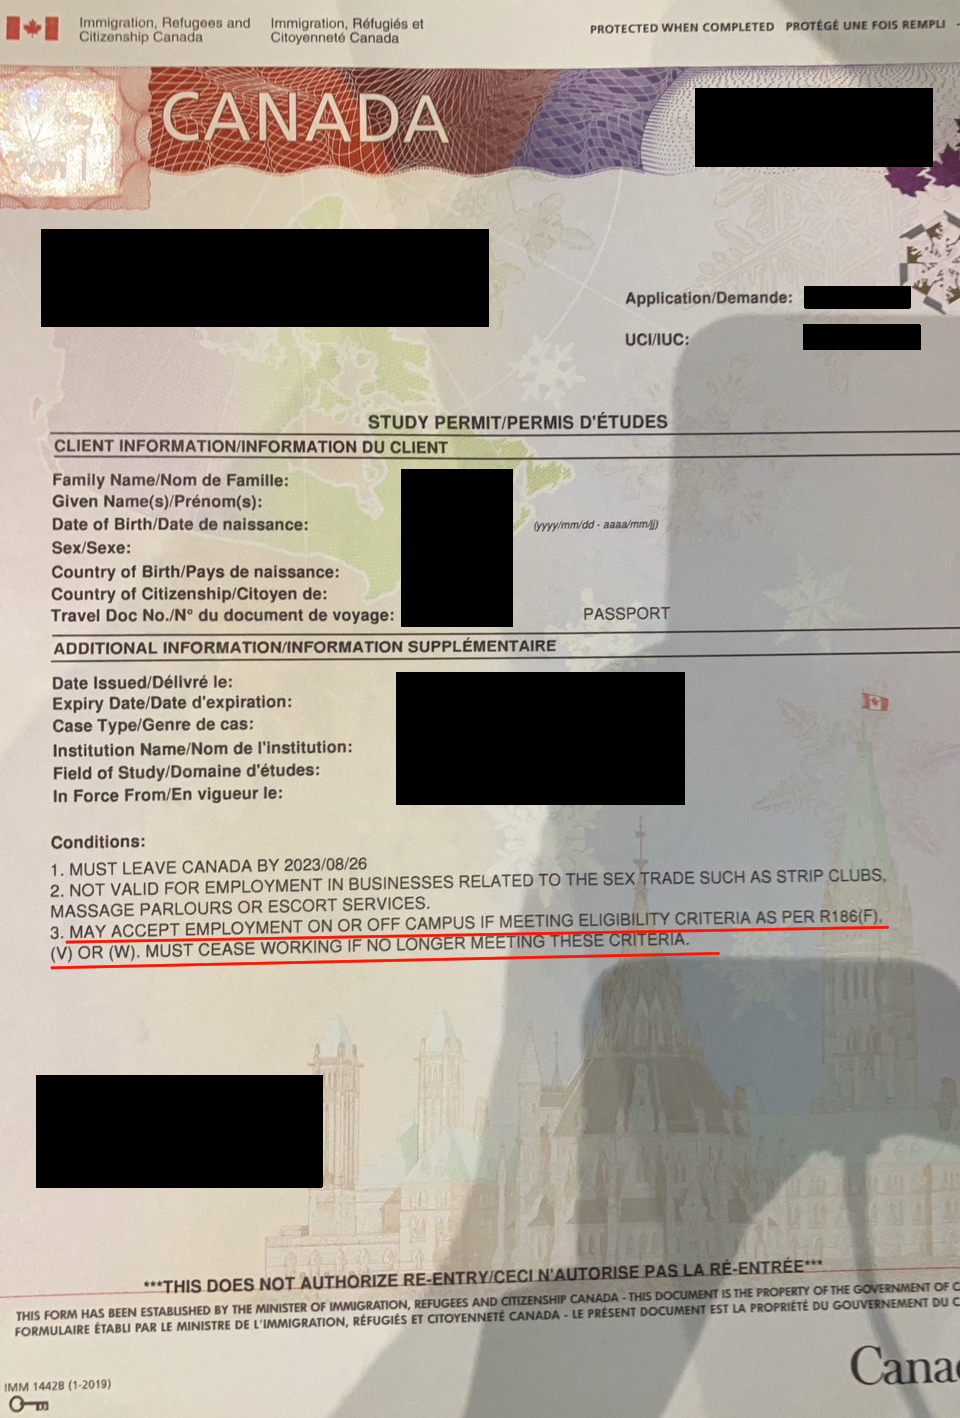 Immigration, Refugees and Citizenship Canada
Immigration, Réfugiés et Citoyenneté Canada
PROTECTED WHEN COMPLETED PROTÉGÉ UNE FOIS REMPLI
CANADA
Application/Demande:
UCI/IUC:
STUDY PERMIT/PERMIS D'ÉTUDES
CLIENT INFORMATION/INFORMATION DU CLIENT
Family Name/Nom de Famille:
Given Name(s)/Prénom(s):
Date of Birth/Date de naissance: (yyyy/mm/dd - aaaa/mm/jj)
Sex/Sexe:
Country of Birth/Pays de naissance:
Country of Citizenship/Citoyen de:
Travel Doc No./N° du document de voyage: PASSPORT
ADDITIONAL INFORMATION/INFORMATION SUPPLÉMENTAIRE
Date Issued/Délivré le:
Expiry Date/Date d'expiration:
Case Type/Genre de cas:
Institution Name/Nom de l'institution:
Field of Study/Domaine d'études:
In Force From/En vigueur le:
Conditions:
1. MUST LEAVE CANADA BY 2023/08/26
2. NOT VALID FOR EMPLOYMENT IN BUSINESSES RELATED TO THE SEX TRADE SUCH AS STRIP CLUBS,
MASSAGE PARLOURS OR ESCORT SERVICES.
3. MAY ACCEPT EMPLOYMENT ON OR OFF CAMPUS IF MEETING ELIGIBILITY CRITERIA AS PER R186(F),
(V) OR (W). MUST CEASE WORKING IF NO LONGER MEETING THESE CRITERIA.
***THIS DOES NOT AUTHORIZE RE-ENTRY/CECI N'AUTORISE PAS LA RÉ-ENTRÉE***
THIS FORM HAS BEEN ESTABLISHED BY THE MINISTER OF IMMIGRATION, REFUGEES AND CITIZENSHIP CANADA - THIS DOCUMENT IS THE PROPERTY OF THE GOVERNMENT OF C
FORMULAIRE ÉTABLI PAR LE MINISTRE DE L'IMMIGRATION, RÉFUGIÉS ET CITOYENNETÉ CANADA - LE PRÉSENT DOCUMENT EST LA PROPRIÉTÉ DU GOUVERNEMENT DU C
Cana
IMM 1442B (1-2019)